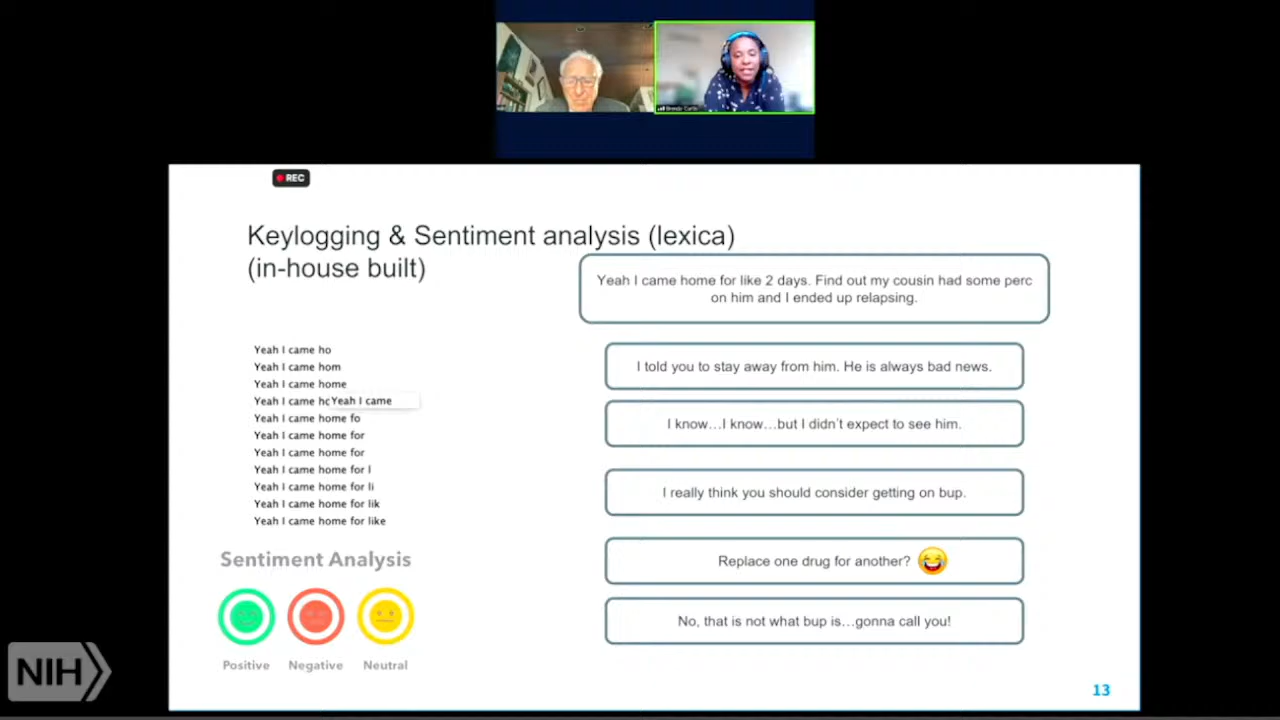 Brenda Curtis
REC
Keylogging & Sentiment analysis (lexica)
(in-house built)
Yeah I came home for like 2 days. Find out my cousin had some perc
on him and I ended up relapsing.
Yeah I came ho
Yeah I came hom
Yeah I came home
Yeah I came hc
Yeah I came
Yeah I came home fo
Yeah I came home for
Yeah I came home for
Yeah I came home for l
Yeah I came home for li
Yeah I came home for lik
Yeah I came home for like
I told you to stay away from him. He is always bad news.
I know…I know…but I didn't expect to see him.
I really think you should consider getting on bup.
Replace one drug for another?
No, that is not what bup is…gonna call you!
Sentiment Analysis
Positive Negative Neutral
NIH
13